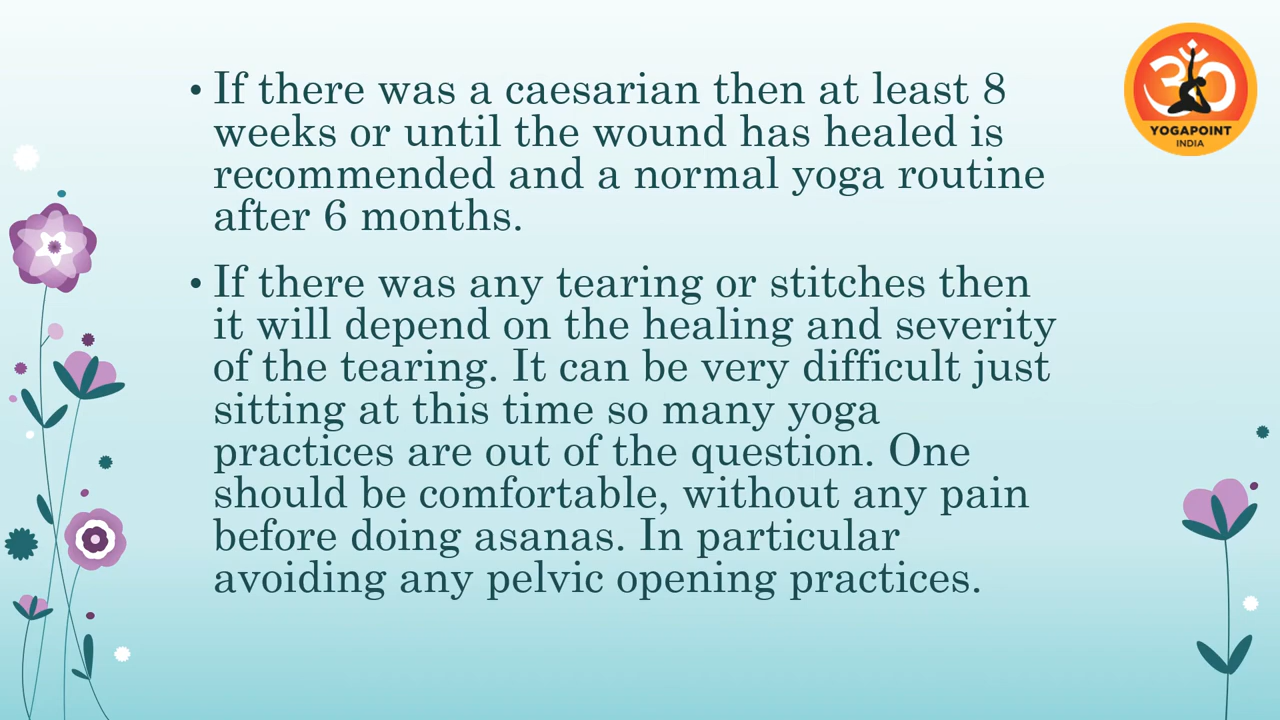 • If there was a caesarian then at least 8
weeks or until the wound has healed is
recommended and a normal yoga routine
after 6 months.
• If there was any tearing or stitches then
it will depend on the healing and severity
of the tearing. It can be very difficult just
sitting at this time so many yoga
practices are out of the question. One
should be comfortable, without any pain
before doing asanas. In particular
avoiding any pelvic opening practices.
ॐ
YOGAPOINT
INDIA